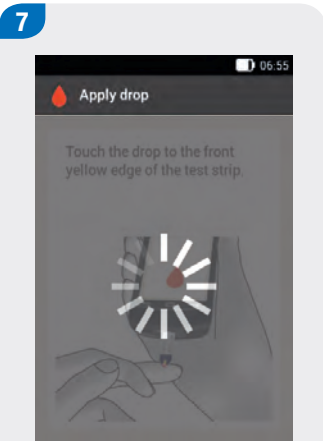 7
06:55
Apply drop
Touch the drop to the front
yellow edge of the test strip.